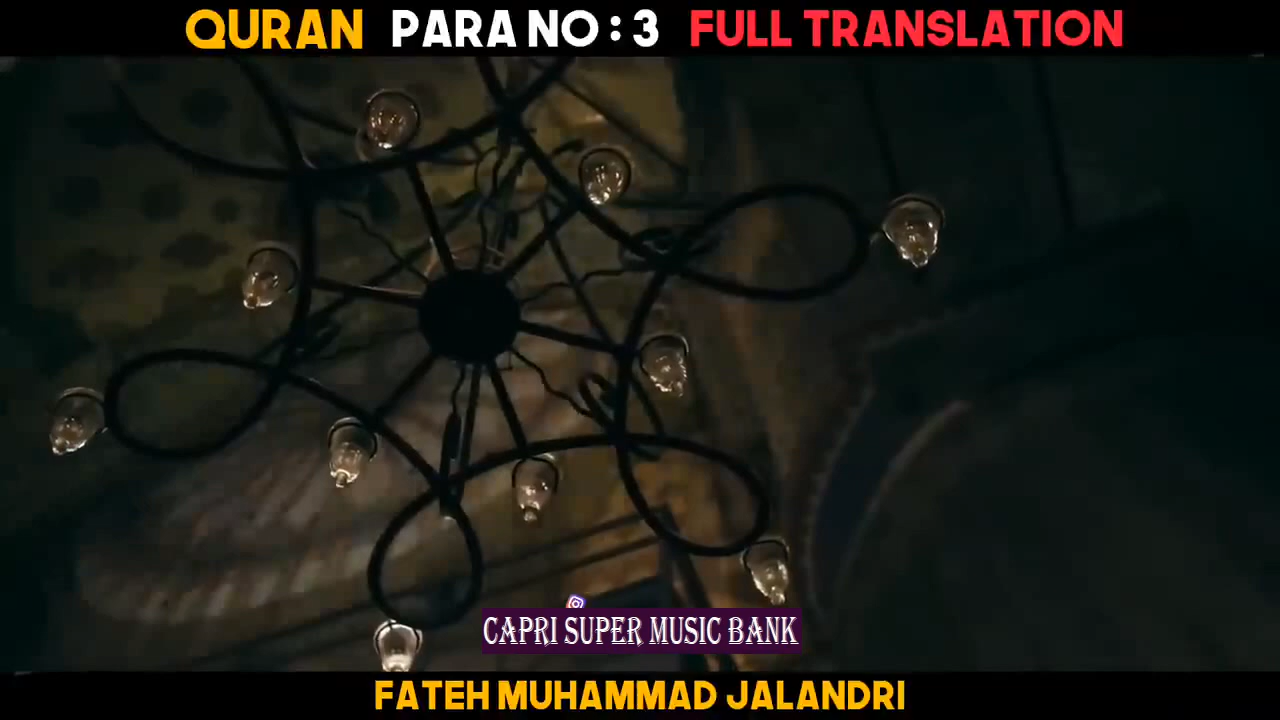 QURAN PARA NO : 3 FULL TRANSLATION
CAPRI SUPER MUSIC BANK
FATEH MUHAMMAD JALANDRI